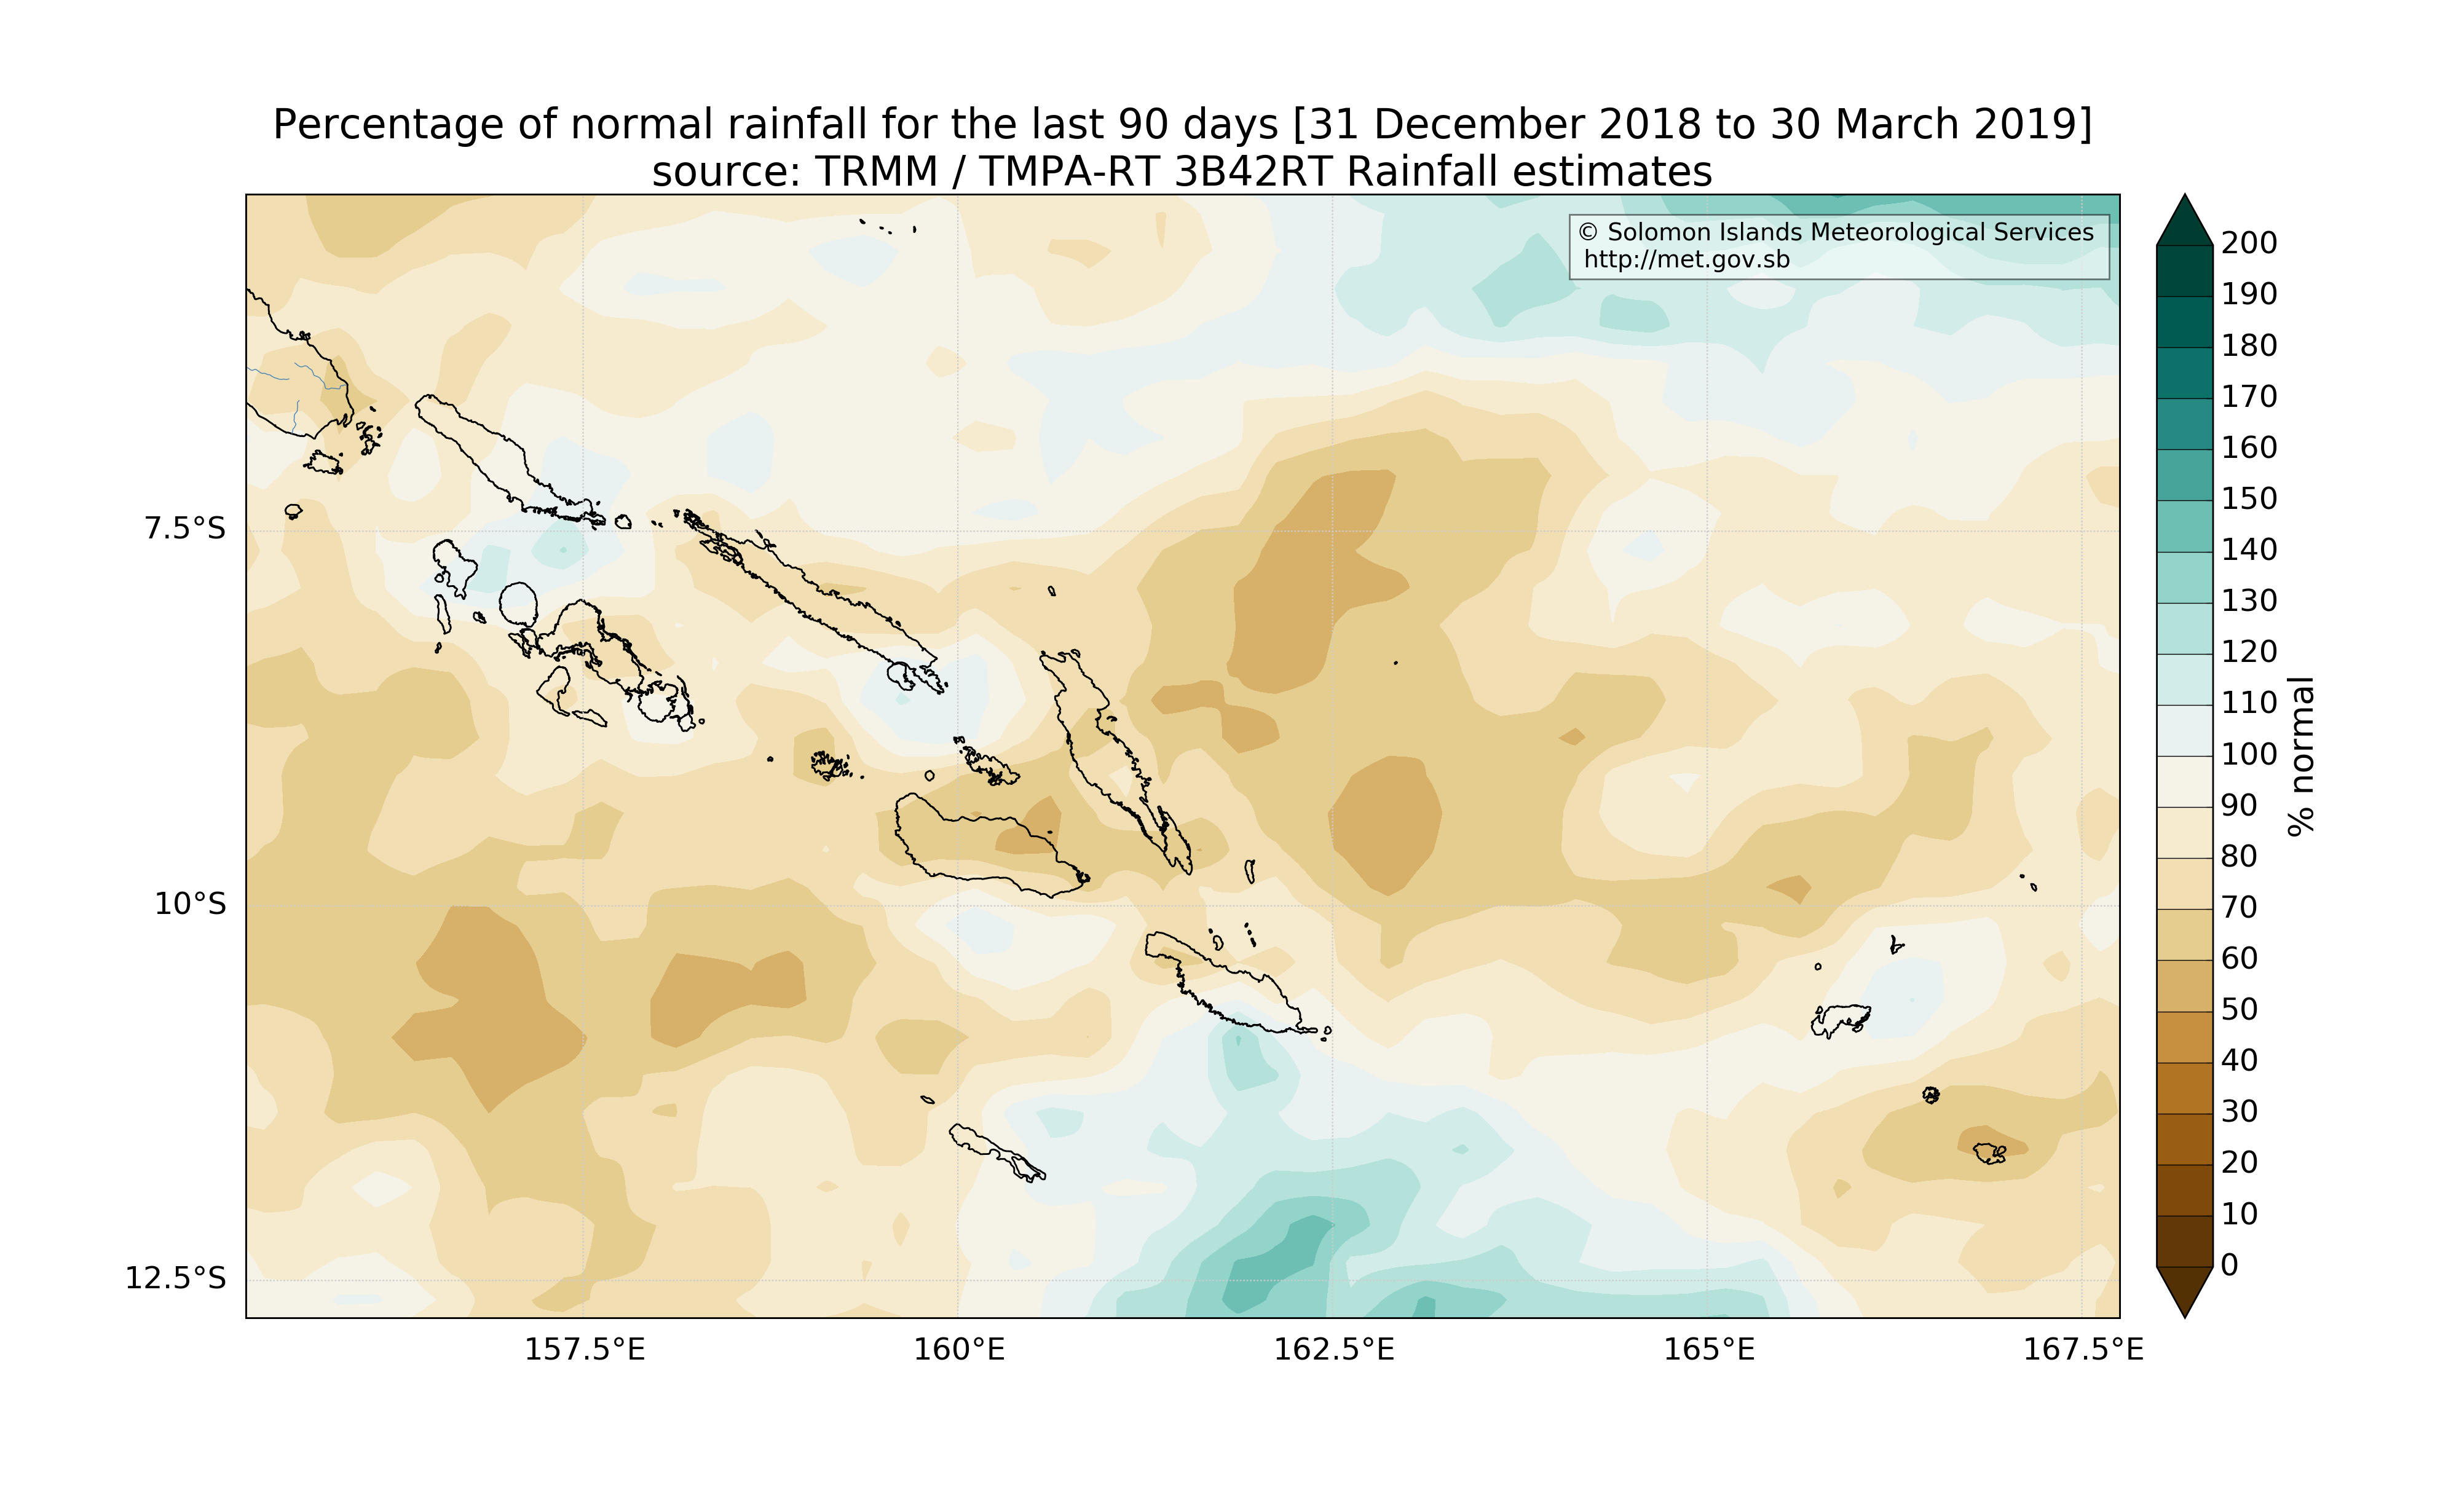 Percentage of normal rainfall for the last 90 days [31 December 2018 to 30 March 2019]
source: TRMM / TMPA-RT 3B42RT Rainfall estimates
© Solomon Islands Meteorological Services
http://met.gov.sb
7.5°S
10°S
12.5°S
157.5°E
160°E
162.5°E
165°E
167.5°E
200
190
180
170
160
150
140
130
120
110
100
90
80
70
60
50
40
30
20
10
0
% normal